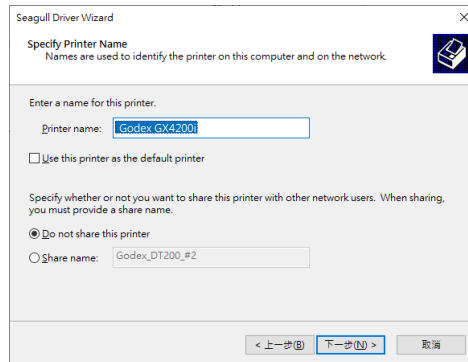 Seagull Driver Wizard
Specify Printer Name
Names are used to identify the printer on this computer and on the network.
Enter a name for this printer.
Printer name:
Godex GX4200i
Use this printer as the default printer
Specify whether or not you want to share this printer with other network users. When sharing,
you must provide a share name.
Do not share this printer
Share name:
Godex_DT200_#2
< 上一步(B)
下一步(N) >
取消